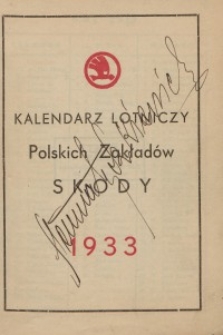 KALENDARZ LOTNICZY
Polskich Zakładów
SKODY
1933